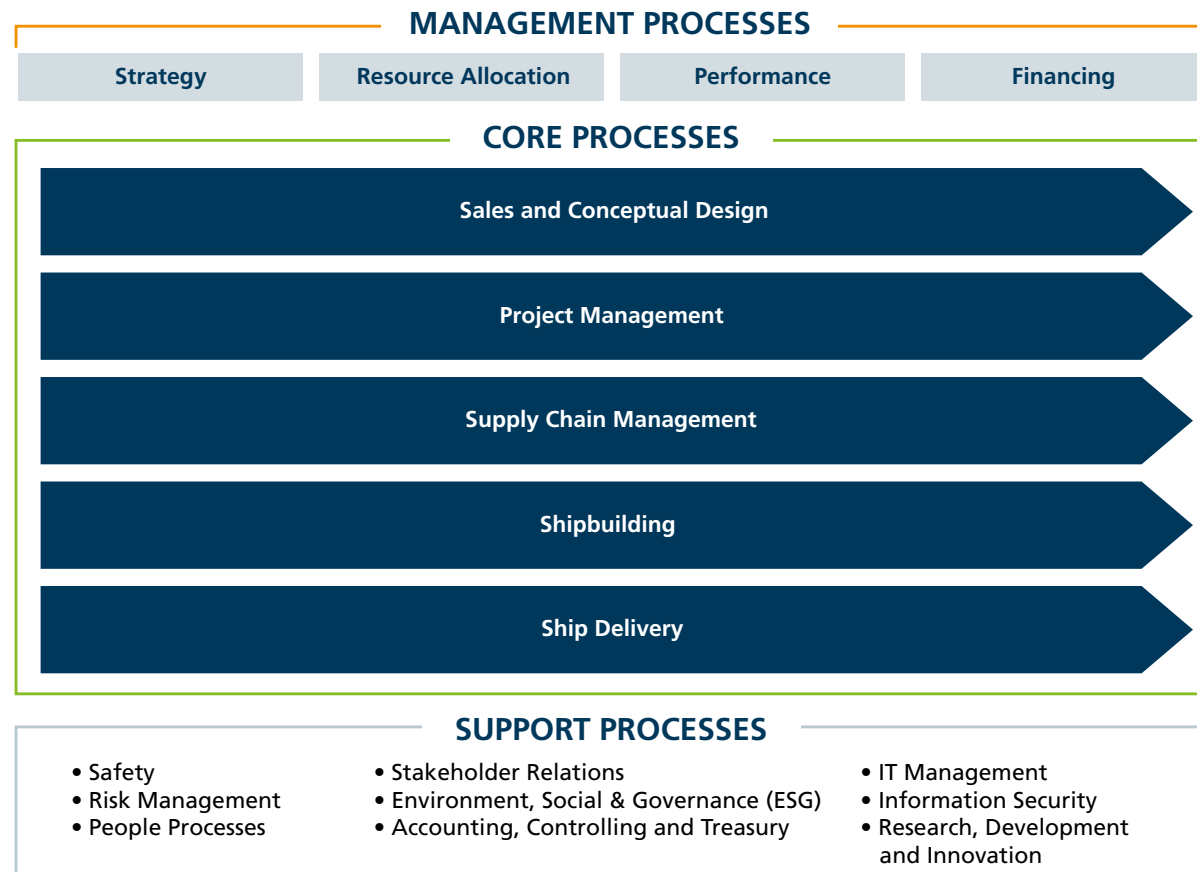 MANAGEMENT PROCESSES
Strategy
Resource Allocation
Performance
Financing
CORE PROCESSES
Sales and Conceptual Design
Project Management
Supply Chain Management
Shipbuilding
Ship Delivery
SUPPORT PROCESSES
• Safety
• Risk Management
• People Processes
• Stakeholder Relations
• Environment, Social & Governance (ESG)
• Accounting, Controlling and Treasury
• IT Management
• Information Security
• Research, Development
and Innovation